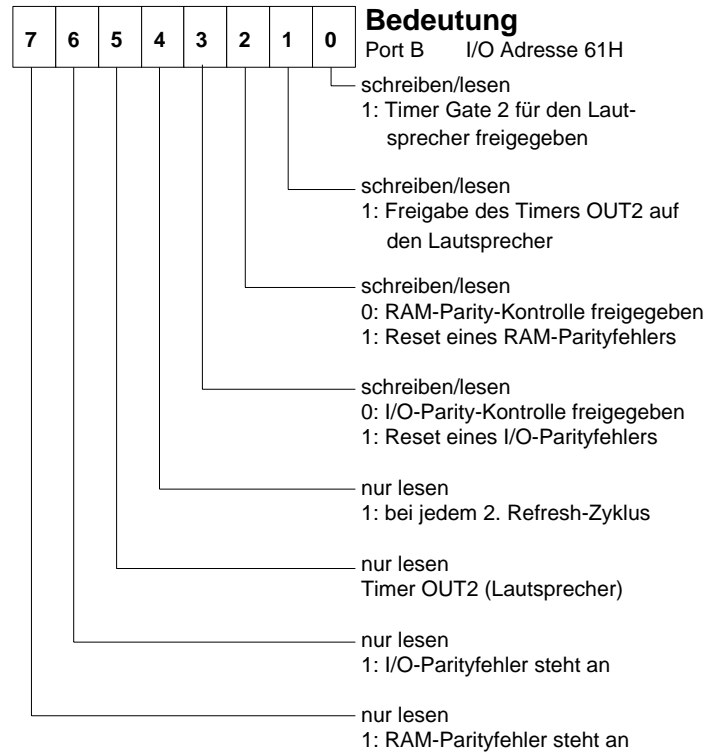 7 6 5 4 3 2 1 0
Bedeutung
Port B I/O Adresse 61H
schreiben/lesen
1: Timer Gate 2 für den Laut-
sprecher freigegeben
schreiben/lesen
1: Freigabe des Timers OUT2 auf
den Lautsprecher
schreiben/lesen
0: RAM-Parity-Kontrolle freigegeben
1: Reset eines RAM-Parityfehlers
schreiben/lesen
0: I/O-Parity-Kontrolle freigegeben
1: Reset eines I/O-Parityfehlers
nur lesen
1: bei jedem 2. Refresh-Zyklus
nur lesen
Timer OUT2 (Lautsprecher)
nur lesen
1: I/O-Parityfehler steht an
nur lesen
1: RAM-Parityfehler steht an